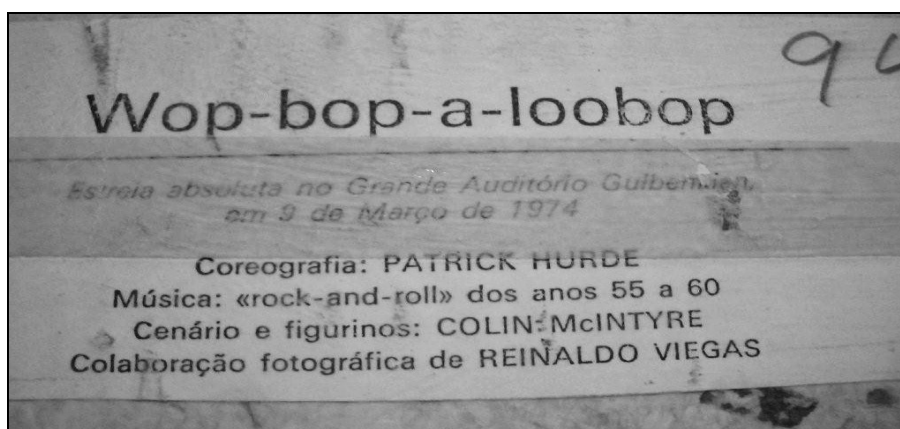 94
Wop-bop-a-loobop
Estreia absoluta no Grande Auditório Gulbenkian,
em 9 de Março de 1974
Coreografia: PATRICK HURDE
Música: «rock-and-roll» dos anos 55 a 60
Cenário e figurinos: COLIN McINTYRE
Colaboração fotográfica de REINALDO VIEGAS